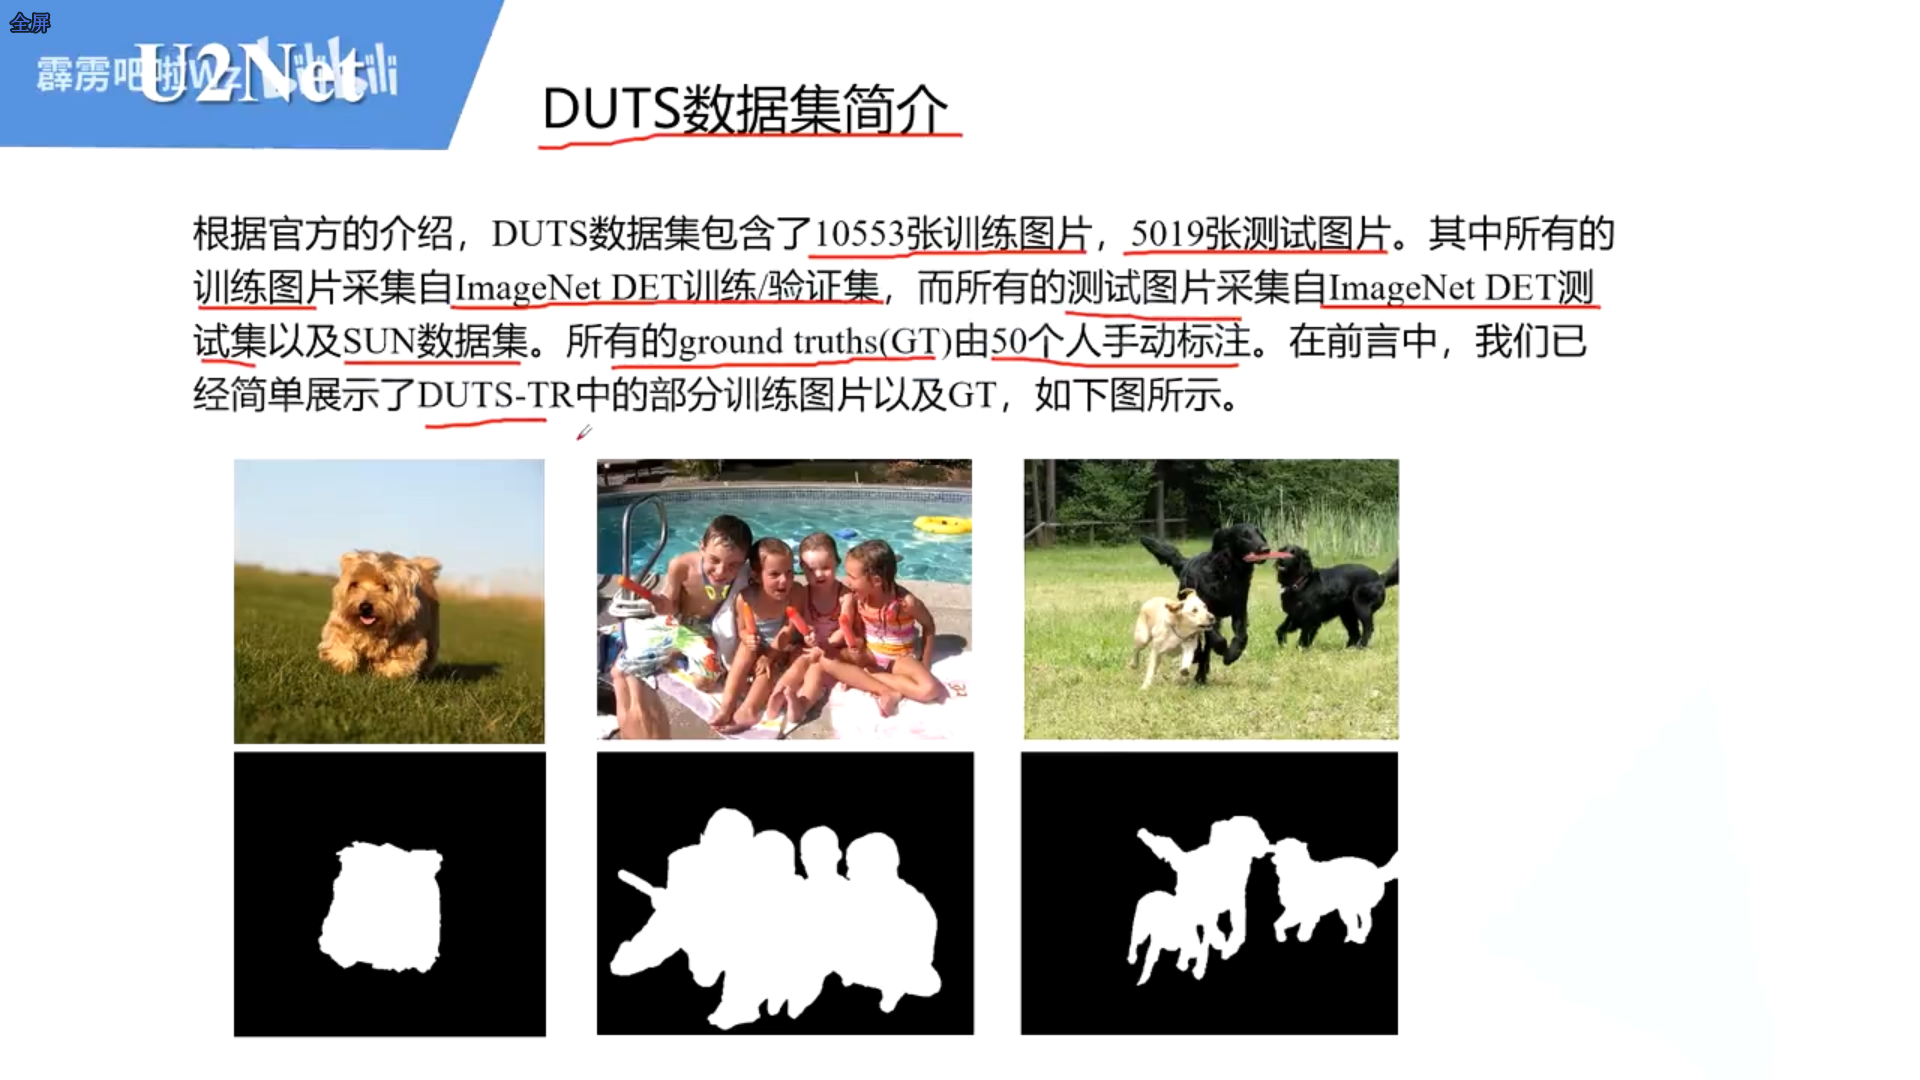 全屏
霹雳吧啦Wz bilibili
U2Net
DUTS数据集简介
根据官方的介绍，DUTS数据集包含了10553张训练图片，5019张测试图片。其中所有的
训练图片采集自ImageNet DET训练/验证集，而所有的测试图片采集自ImageNet DET测
试集以及SUN数据集。所有的ground truths(GT)由50个人手动标注。在前言中，我们已
经简单展示了DUTS-TR中的部分训练图片以及GT，如下图所示。